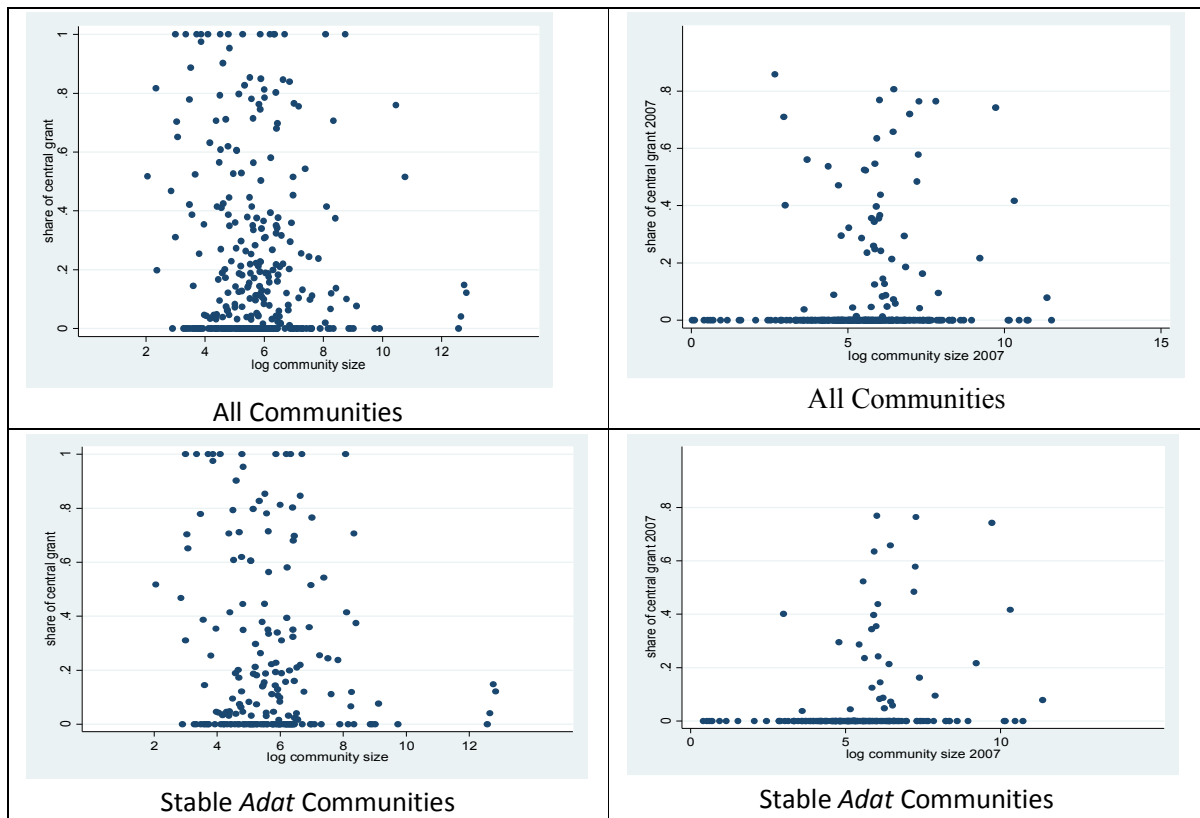 1
.8
.6
.4
.2
0
share of central grant
2 4 6 8 10 12
log community size
All Communities
.8
.6
.4
.2
0
share of central grant 2007
0 5 10 15
log community size 2007
All Communities
1
.8
.6
.4
.2
0
share of central grant
2 4 6 8 10 12
log community size
Stable Adat Communities
.8
.6
.4
.2
0
share of central grant 2007
0 5 10
log community size 2007
Stable Adat Communities